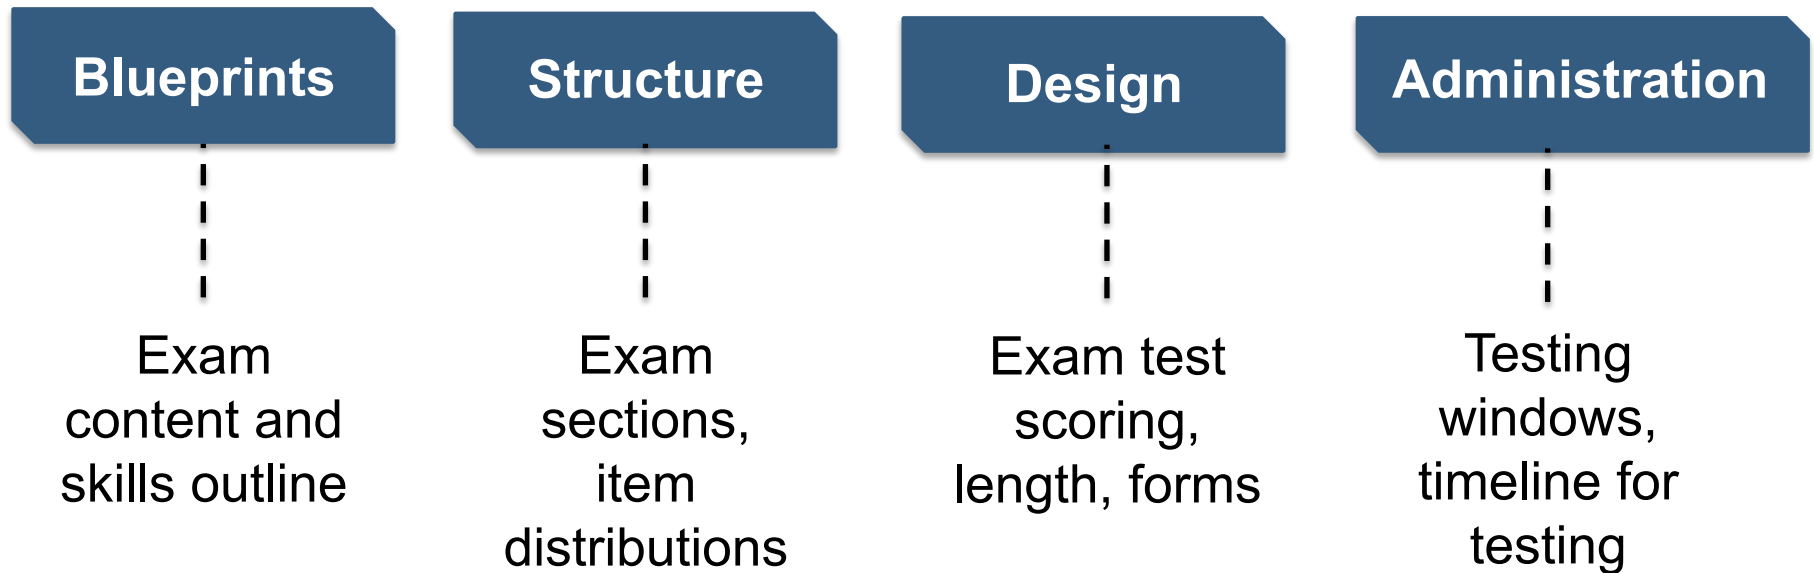 Blueprints
Exam
content and
skills outline
Structure
Exam
sections,
item
distributions
Design
Exam test
scoring,
length, forms
Administration
Testing
windows,
timeline for
testing